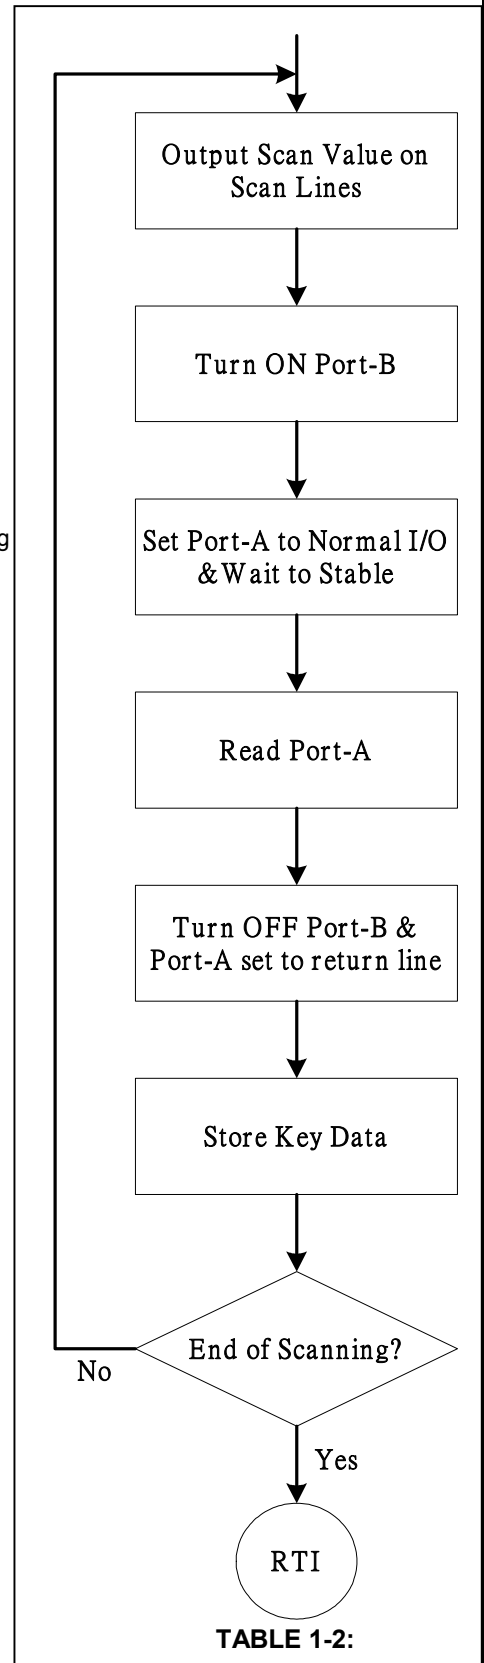 Output Scan Value on
Scan Lines
Turn ON Port-B
g
Set Port-A to Normal I/O
&Wait to Stable
Read Port-A
Turn OFF Port-B &
Port-A set to return line
Store Key Data
End of Scanning?
No
Yes
RTI
TABLE 1-2: